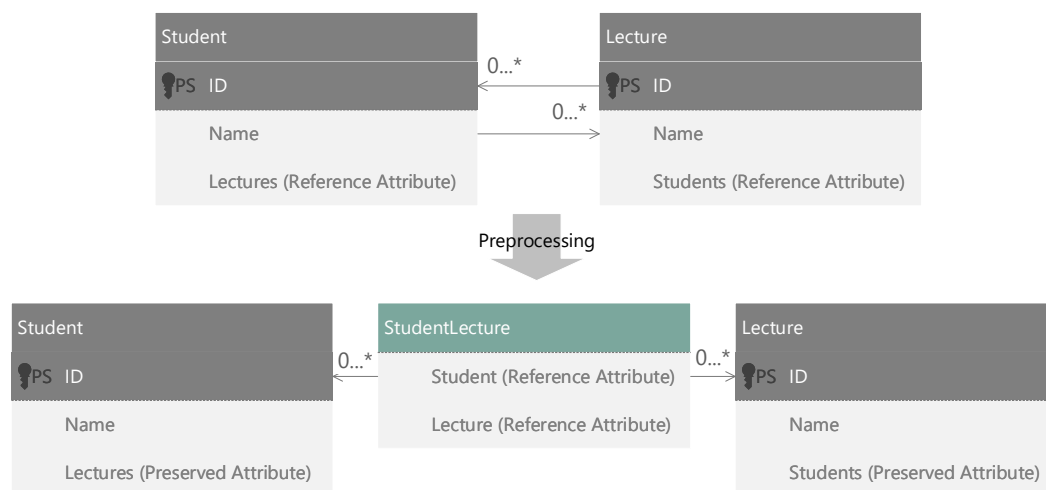 Student
Lecture
0...*
PS ID
PS ID
0...*
Name
Name
Lectures (Reference Attribute)
Students (Reference Attribute)
Preprocessing
Student
StudentLecture
Lecture
0...*
0...*
PS ID
Student (Reference Attribute)
PS ID
Name
Lecture (Reference Attribute)
Name
Lectures (Preserved Attribute)
Students (Preserved Attribute)